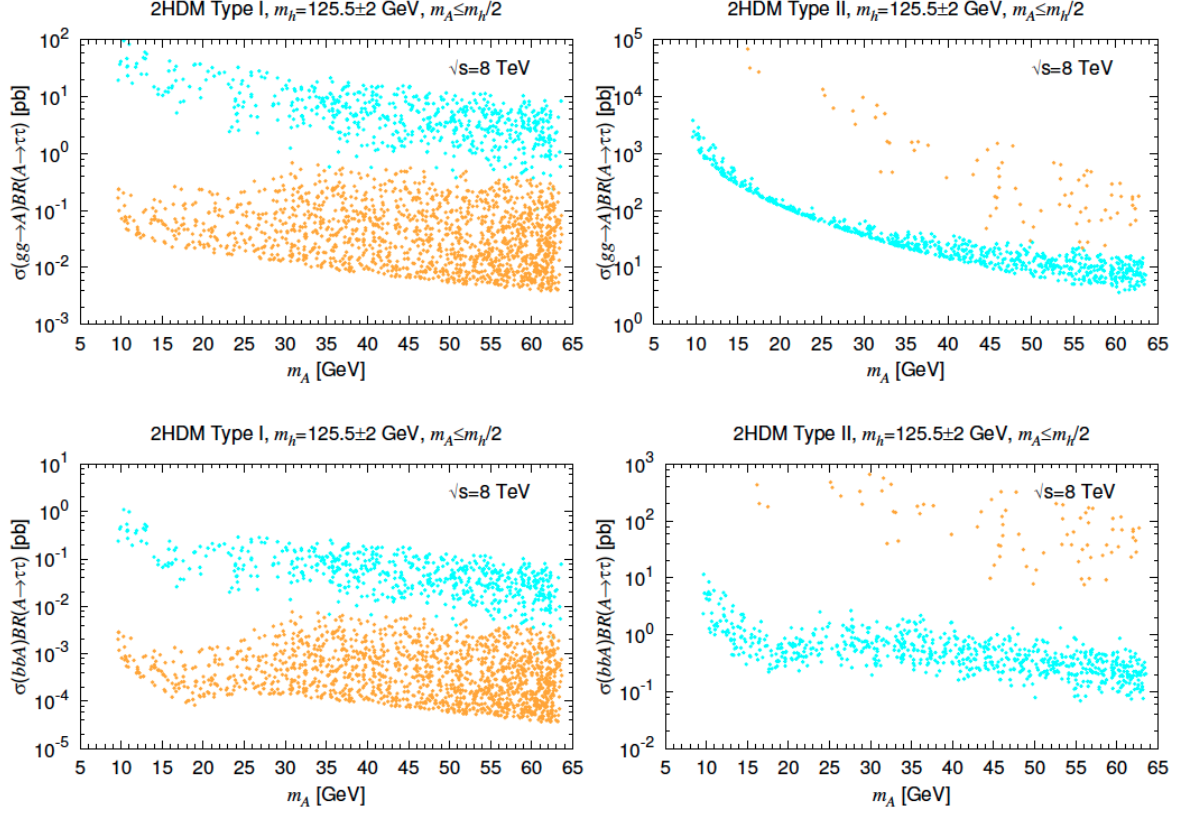 2HDM Type I, m_h=125.5±2 GeV, m_A≤m_h/2
√s=8 TeV
σ(gg→A)BR(A→ττ) [pb]
10^2
10^1
10^0
10^-1
10^-2
10^-3
5 10 15 20 25 30 35 40 45 50 55 60 65
m_A [GeV]
2HDM Type II, m_h=125.5±2 GeV, m_A≤m_h/2
√s=8 TeV
σ(gg→A)BR(A→ττ) [pb]
10^5
10^4
10^3
10^2
10^1
10^0
5 10 15 20 25 30 35 40 45 50 55 60 65
m_A [GeV]
2HDM Type I, m_h=125.5±2 GeV, m_A≤m_h/2
√s=8 TeV
σ(bbA)BR(A→ττ) [pb]
10^1
10^0
10^-1
10^-2
10^-3
10^-4
10^-5
5 10 15 20 25 30 35 40 45 50 55 60 65
m_A [GeV]
2HDM Type II, m_h=125.5±2 GeV, m_A≤m_h/2
√s=8 TeV
σ(bbA)BR(A→ττ) [pb]
10^3
10^2
10^1
10^0
10^-1
10^-2
5 10 15 20 25 30 35 40 45 50 55 60 65
m_A [GeV]